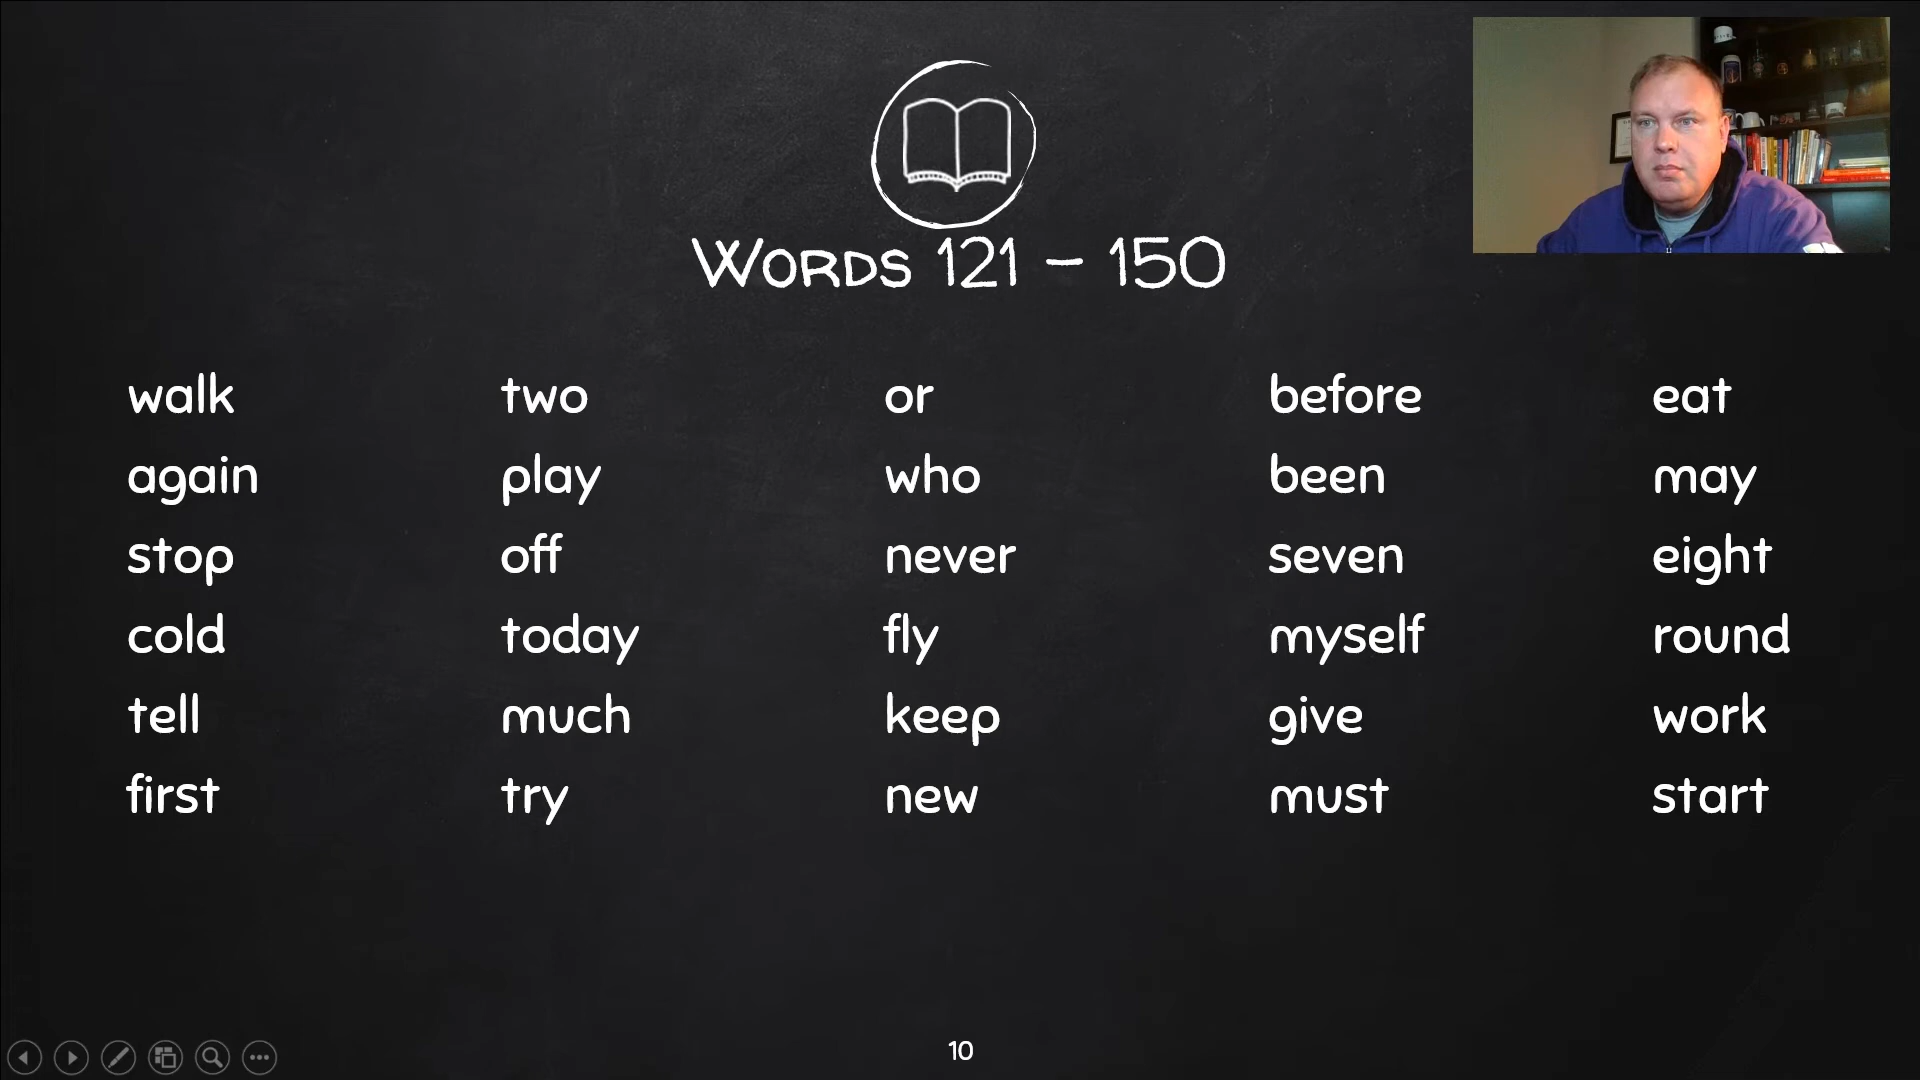 Words 121 – 150
walk two or before eat
again play who been may
stop off never seven eight
cold today fly myself round
tell much keep give work
first try new must start
10